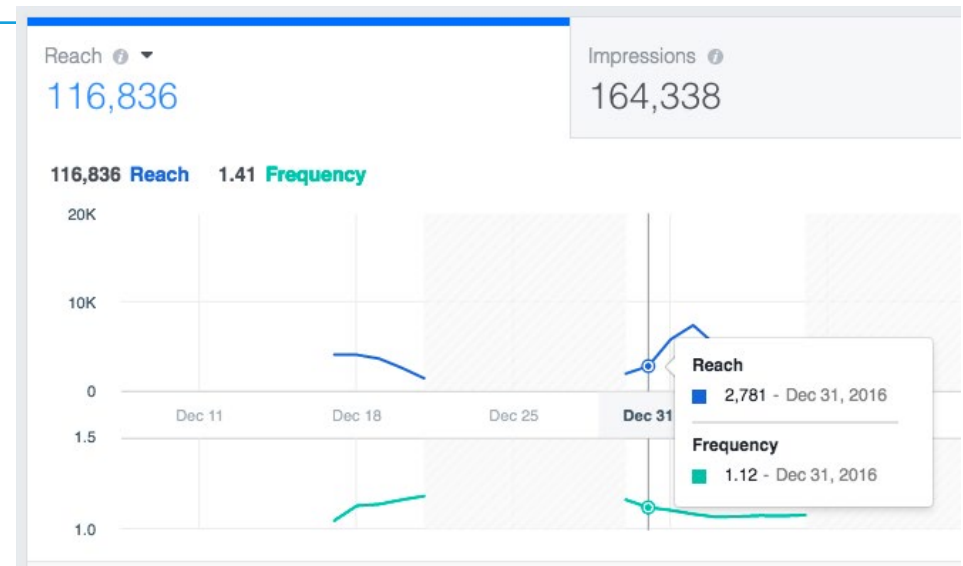 Reach
116,836
Impressions
164,338
116,836 Reach 1.41 Frequency
20K
10K
0
Dec 11 Dec 18 Dec 25 Dec 31
1.5
1.0
Reach
2,781 - Dec 31, 2016
Frequency
1.12 - Dec 31, 2016